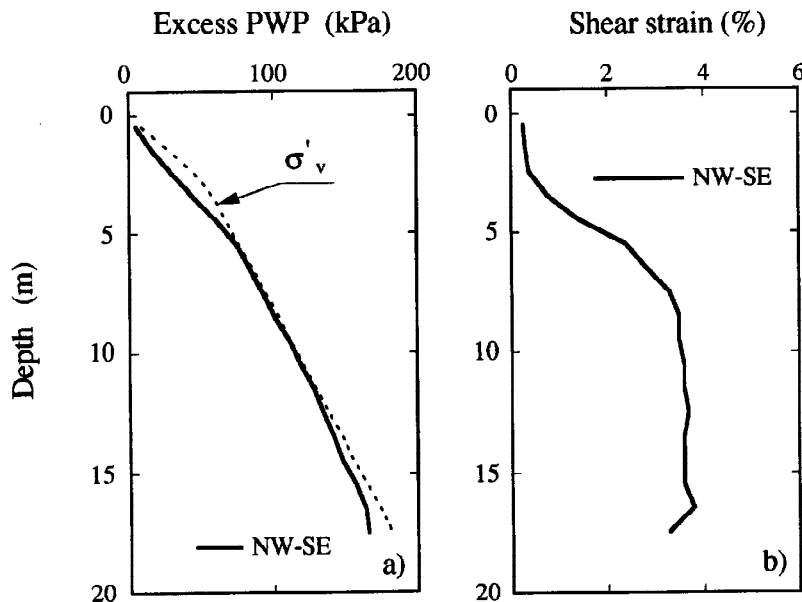 Excess PWP (kPa)
0 100 200
0
5
10
15
20
Depth (m)
σ'v
NW-SE
a)
Shear strain (%)
0 2 4 6
0
5
10
15
20
NW-SE
b)